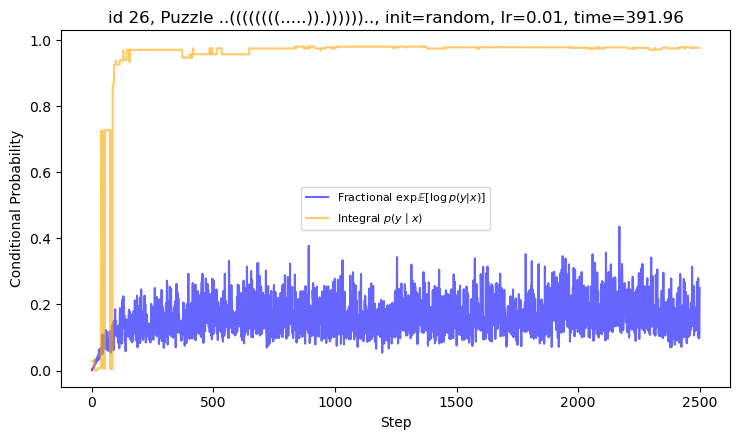 id 26, Puzzle ..((((((((.....)).))))))..., init=random, lr=0.01, time=391.96
Conditional Probability
1.0
0.8
0.6
0.4
0.2
0.0
Fractional exp𝔼[log p(y|x)]
Integral p(y | x)
0
500
1000
1500
2000
2500
Step